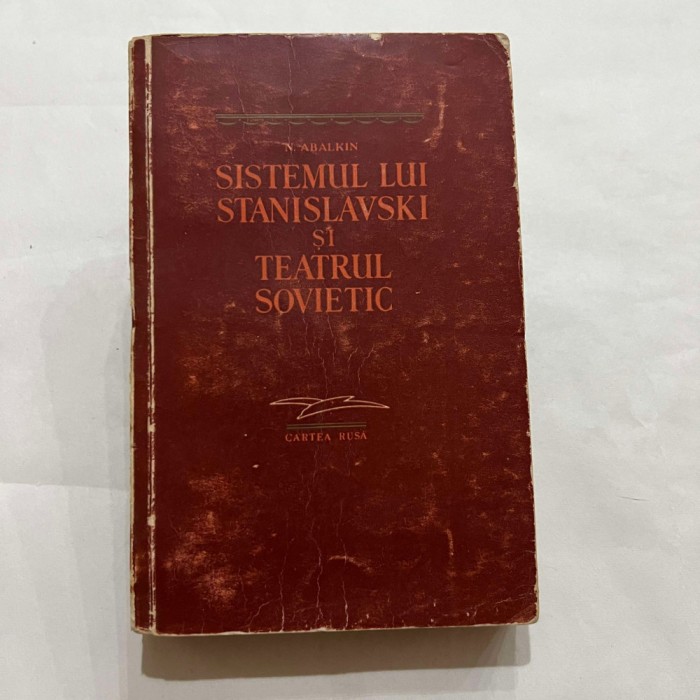 N. ABALKIN
SISTEMUL LUI
STANISLAVSKI
ȘI
TEATRUL
SOVIETIC
CARTEA RUSĂ